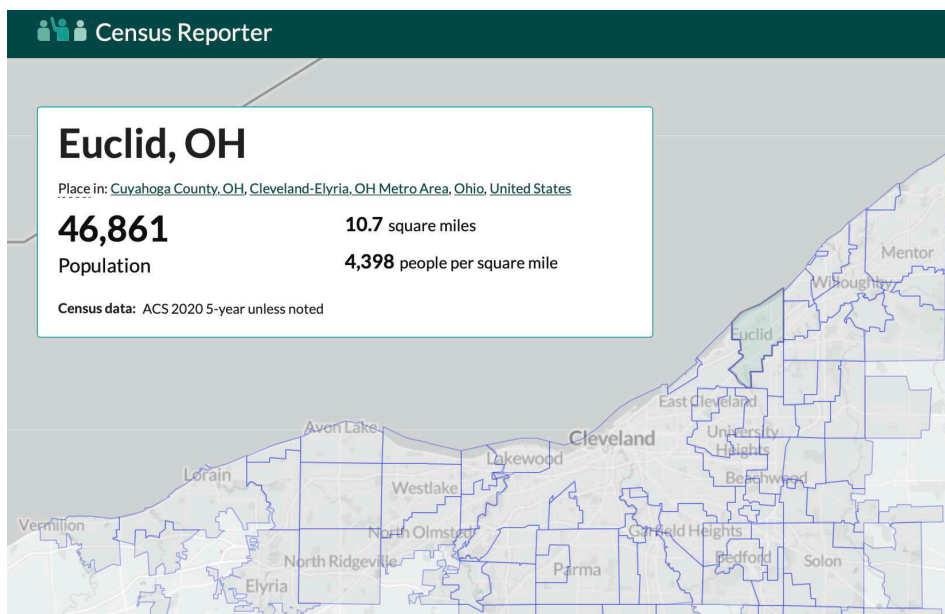 Census Reporter
Euclid, OH
Place in: Cuyahoga County, OH, Cleveland-Elyria, OH Metro Area, Ohio, United States
46,861
Population
10.7 square miles
4,398 people per square mile
Census data: ACS 2020 5-year unless noted
Mentor
Willoughby
Euclid
East Cleveland
Avon Lake
Cleveland
University
Heights
Lakewood
Lorain
Beachwood
Westlake
Vermilion
North Olmsted
Garfield Heights
North Ridgeville
Bedford
Solon
Parma
Elyria